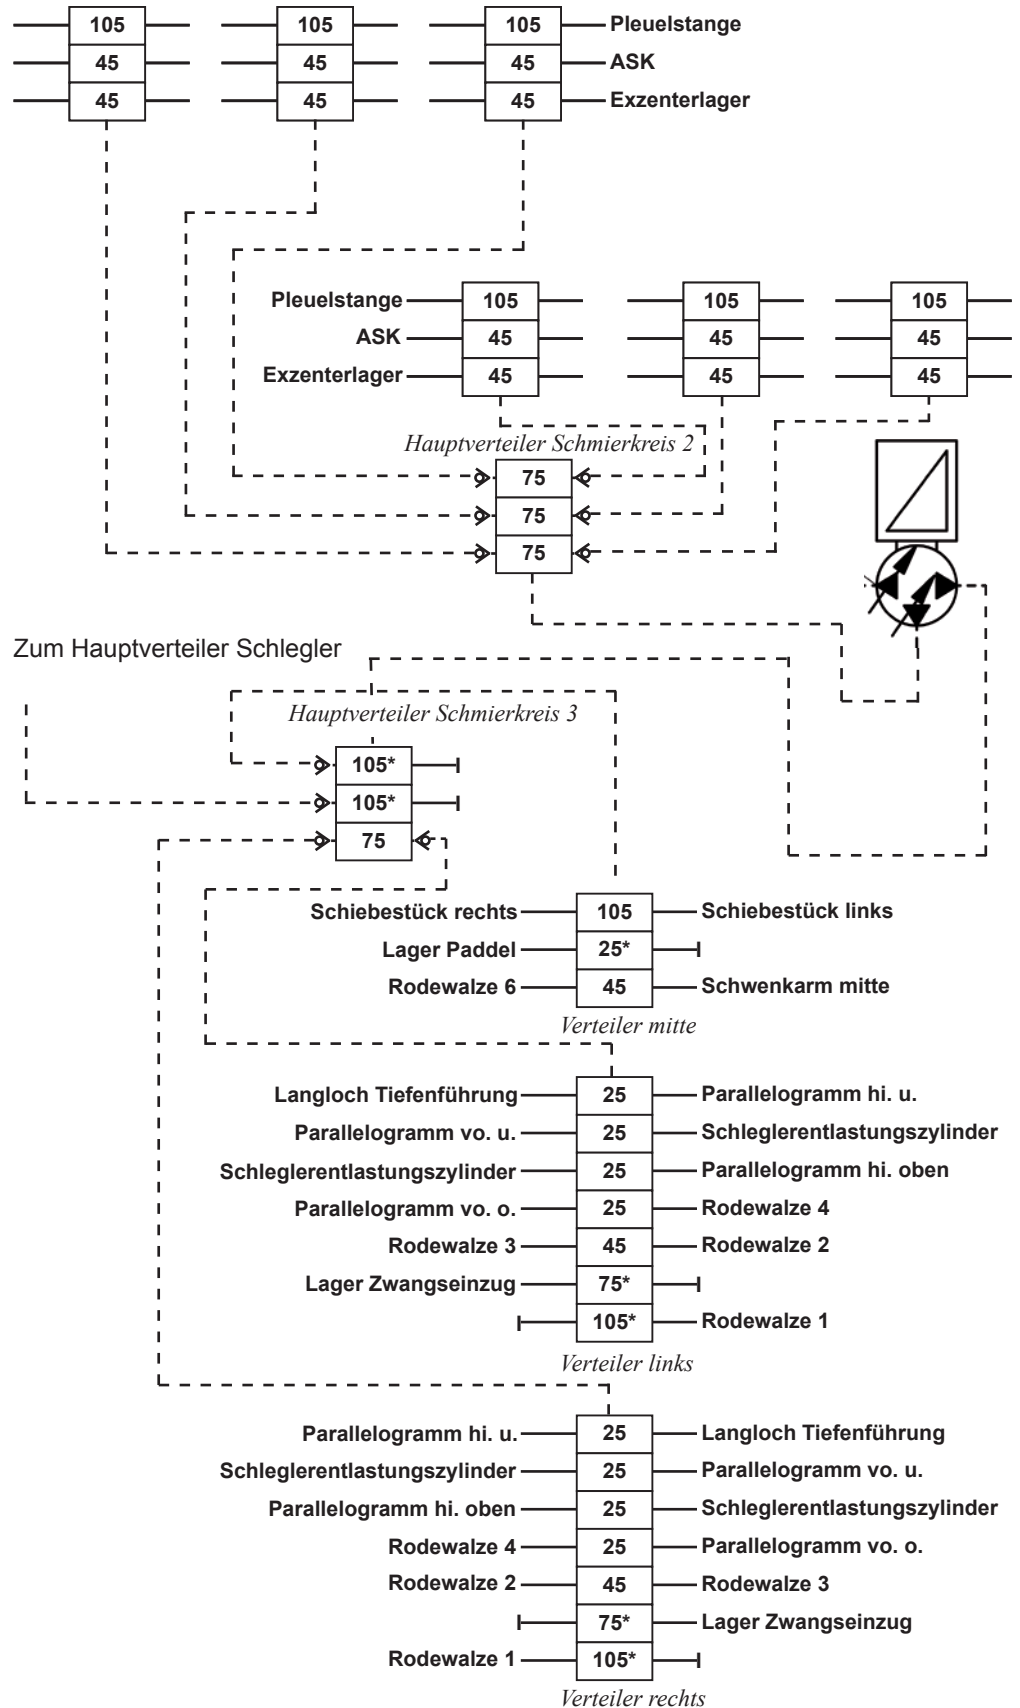 105 105 105 Pleuelstange
45 45 45 ASK
45 45 45 Exzenterlager
Pleuelstange 105 105 105
ASK 45 45 45
Exzenterlager 45 45 45
Hauptverteiler Schmierkreis 2
75
75
75
Zum Hauptverteiler Schlegler
Hauptverteiler Schmierkreis 3
105*
105*
75
Schiebestück rechts 105 Schiebestück links
Lager Paddel 25*
Rodewalze 6 45 Schwenkarm mitte
Verteiler mitte
Langloch Tiefenführung 25 Parallelogramm hi. u.
Parallelogramm vo. u. 25 Schleglerentlastungszylinder
Schleglerentlastungszylinder 25 Parallelogramm hi. oben
Parallelogramm vo. o. 25 Rodewalze 4
Rodewalze 3 45 Rodewalze 2
Lager Zwangseinzug 75*
105* Rodewalze 1
Verteiler links
Parallelogramm hi. u. 25 Langloch Tiefenführung
Schleglerentlastungszylinder 25 Parallelogramm vo. u.
Parallelogramm hi. oben 25 Schleglerentlastungszylinder
Rodewalze 4 25 Parallelogramm vo. o.
Rodewalze 2 45 Rodewalze 3
75* Lager Zwangseinzug
Rodewalze 1 105*
Verteiler rechts